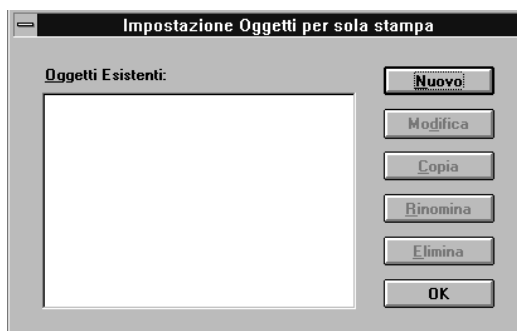 Impostazione Oggetti per sola stampa
Oggetti Esistenti:
Nuovo
Modifica
Copia
Rinomina
Elimina
OK